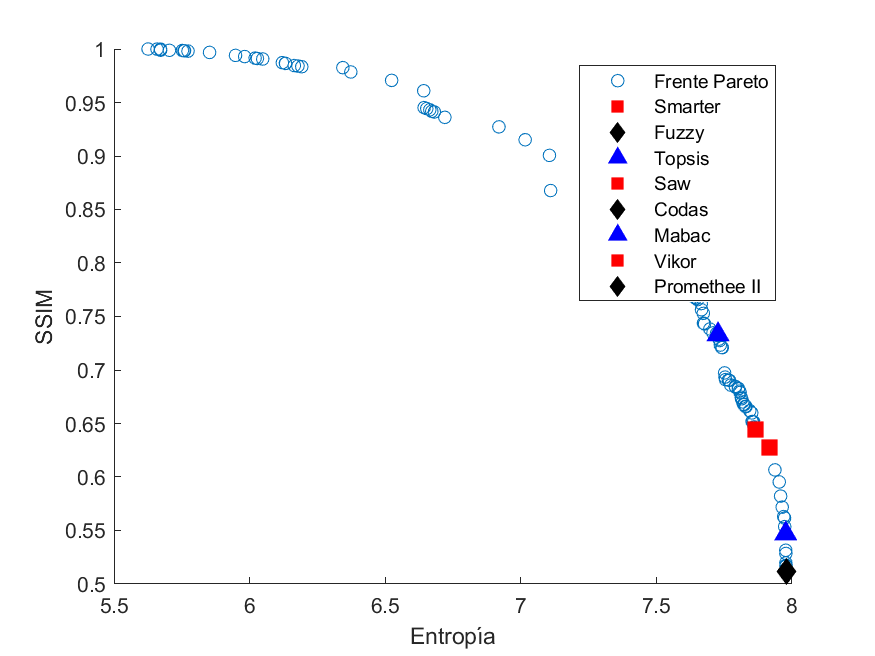 1
0.95
0.9
0.85
0.8
0.75
0.7
0.65
0.6
0.55
0.5
SSIM
5.5
6
6.5
7
7.5
8
Entropía
Frente Pareto
Smarter
Fuzzy
Topsis
Saw
Codas
Mabac
Vikor
Promethee II